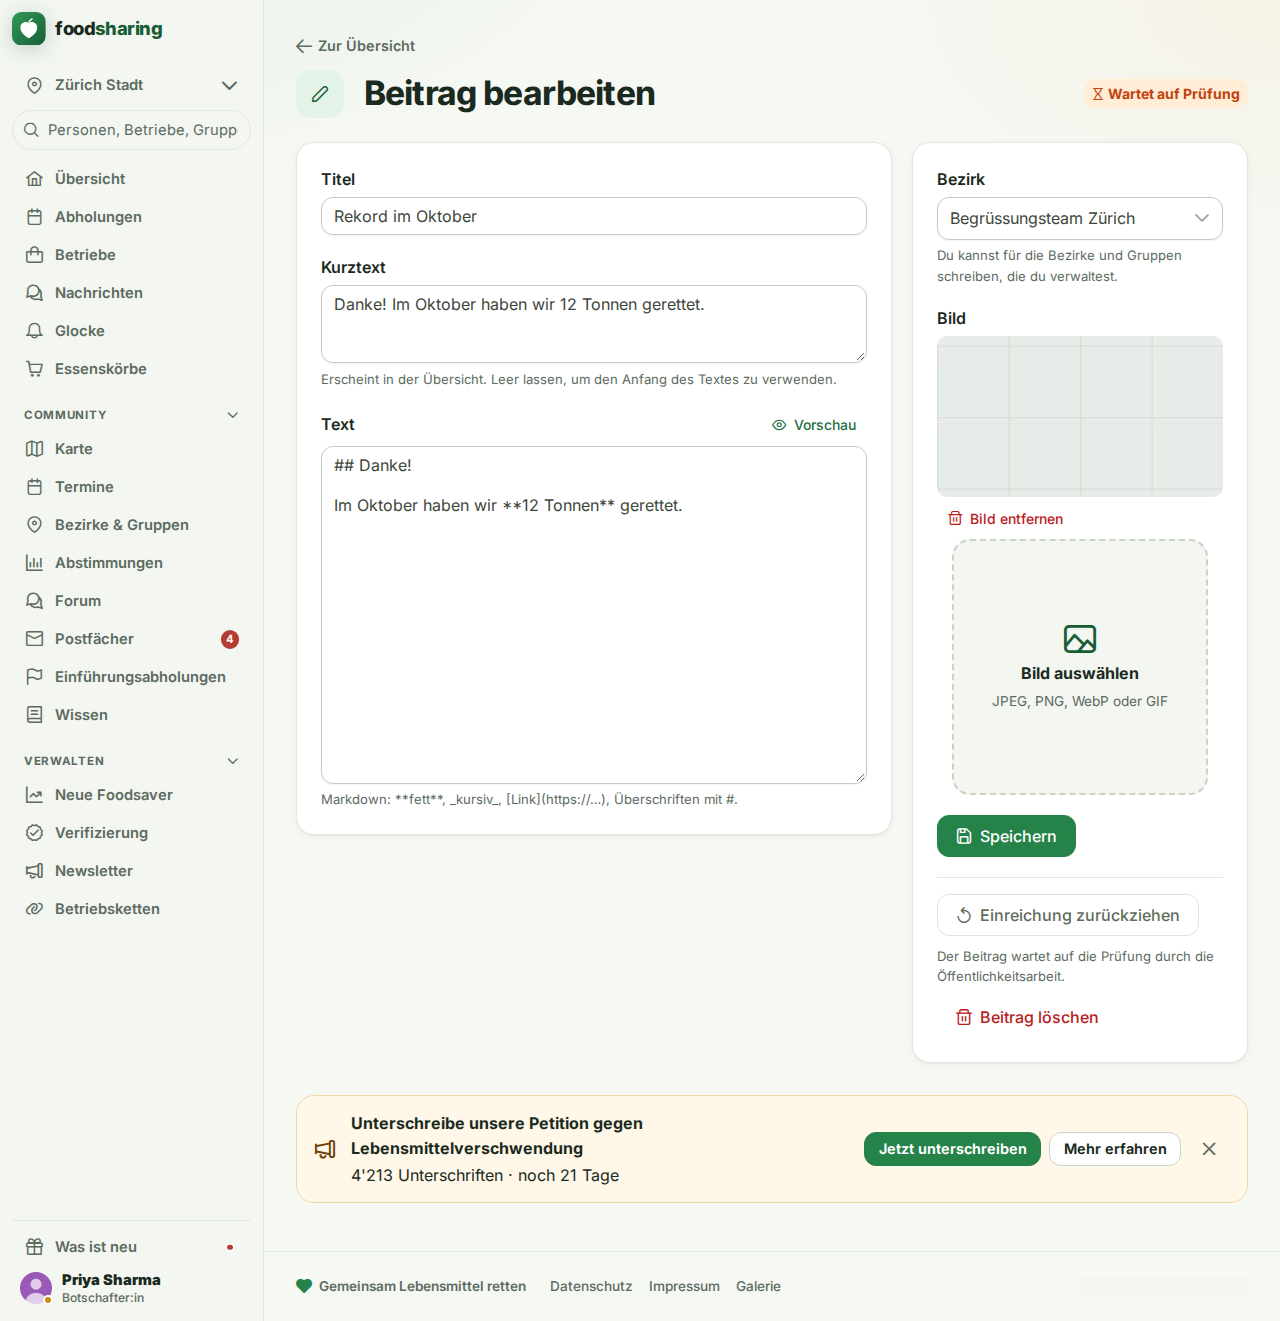 foodsharing
Zürich Stadt
Personen, Betriebe, Grupp
Übersicht
Abholungen
Betriebe
Nachrichten
Glocke
Essenskörbe
COMMUNITY
Karte
Termine
Bezirke & Gruppen
Abstimmungen
Forum
Postfächer 4
Einführungsabholungen
Wissen
VERWALTEN
Neue Foodsaver
Verifizierung
Newsletter
Betriebsketten
Was ist neu
Priya Sharma
Botschafter:in
Zur Übersicht
Beitrag bearbeiten
Wartet auf Prüfung
Titel
Rekord im Oktober
Kurztext
Danke! Im Oktober haben wir 12 Tonnen gerettet.
Erscheint in der Übersicht. Leer lassen, um den Anfang des Textes zu verwenden.
Text
Vorschau
## Danke!
Im Oktober haben wir **12 Tonnen** gerettet.
Markdown: **fett**, _kursiv_, [Link](https://…), Überschriften mit #.
Bezirk
Begrüssungsteam Zürich
Du kannst für die Bezirke und Gruppen
schreiben, die du verwaltest.
Bild
Bild entfernen
Bild auswählen
JPEG, PNG, WebP oder GIF
Speichern
Einreichung zurückziehen
Der Beitrag wartet auf die Prüfung durch die
Öffentlichkeitsarbeit.
Beitrag löschen
Unterschreibe unsere Petition gegen
Lebensmittelverschwendung
4'213 Unterschriften · noch 21 Tage
Jetzt unterschreiben
Mehr erfahren
Gemeinsam Lebensmittel retten
Datenschutz
Impressum
Galerie